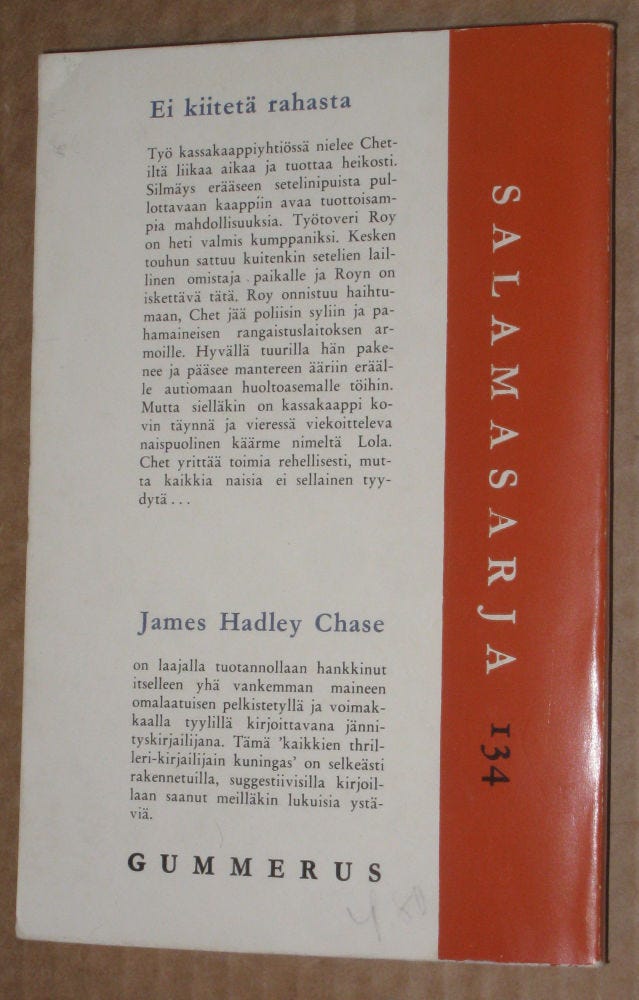 Ei kiitetä rahasta
Työ kassakaappiyhtiössä nielee Chet-
iltä liikaa aikaa ja tuottaa heikosti.
Silmäys erääseen setelinipuista pul-
lottavaan kaappiin avaa tuottoisam-
pia mahdollisuuksia. Työtoveri Roy
on heti valmis kumppaniksi. Kesken
touhun sattuu kuitenkin setelien lail-
linen omistaja paikalle ja Royn on
iskettävä tätä. Roy onnistuu haihtu-
maan, Chet jää poliisin syliin ja pa-
hamaineisen rangaistuslaitoksen ar-
moille. Hyvällä tuurilla hän pake-
nee ja pääsee mantereen ääriin erääl-
le autiomaan huoltoasemalle töihin.
Mutta sielläkin on kassakaappi ko-
vin täynnä ja vieressä viekoitteleva
naispuolinen käärme nimeltä Lola.
Chet yrittää toimia rehellisesti, mut-
ta kaikkia naisia ei sellainen tyy-
dytä...
James Hadley Chase
on laajalla tuotannollaan hankkinut
itselleen yhä vankemman maineen
omalaatuisen pelkistetyllä ja voimak-
kaalla tyylillä kirjoittavana jänni-
tyskirjailijana. Tämä 'kaikkien thril-
leri-kirjailijain kuningas' on selkeästi
rakennetuilla, suggestiivisilla kirjoil-
laan saanut meilläkin lukuisia ystä-
viä.
GUMMERUS
SALAMASARJA 134